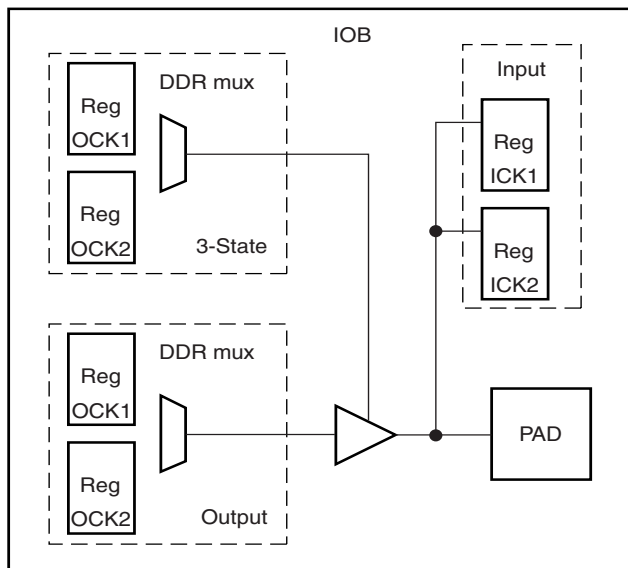 IOB
DDR mux
Reg
OCK1
Reg
OCK2
3-State
Input
Reg
ICK1
Reg
ICK2
DDR mux
Reg
OCK1
Reg
OCK2
Output
PAD